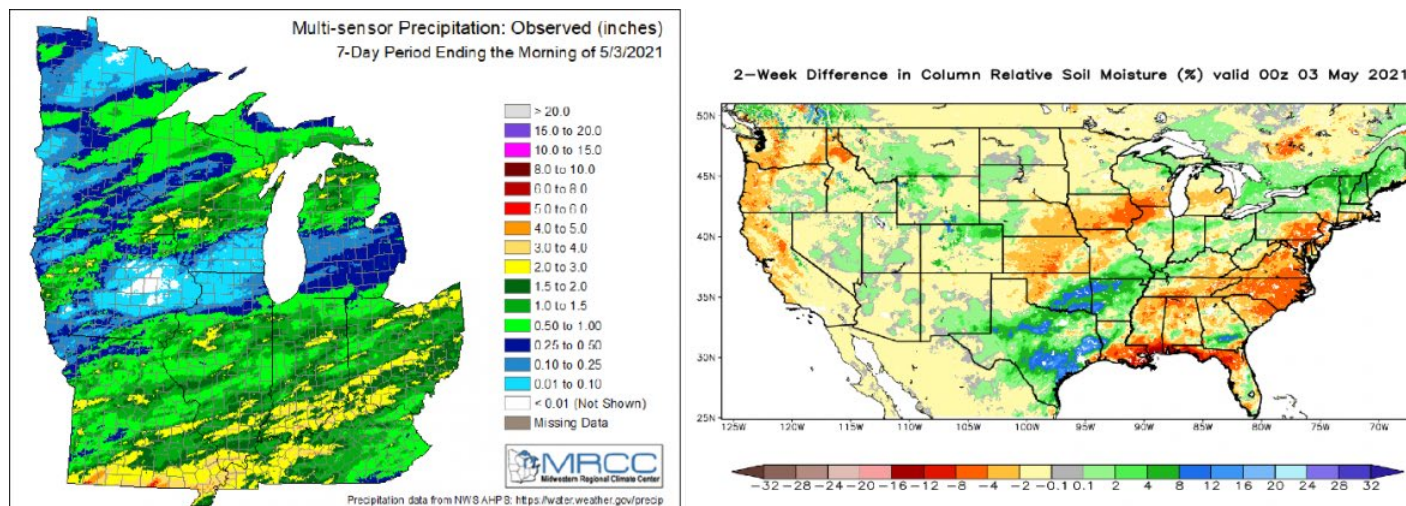 Multi-sensor Precipitation: Observed (inches)
7-Day Period Ending the Morning of 5/3/2021
> 20.0
15.0 to 20.0
10.0 to 15.0
8.0 to 10.0
6.0 to 8.0
5.0 to 6.0
4.0 to 5.0
3.0 to 4.0
2.0 to 3.0
1.5 to 2.0
1.0 to 1.5
0.50 to 1.00
0.25 to 0.50
0.10 to 0.25
0.01 to 0.10
< 0.01 (Not Shown)
Missing Data
MRCC
Midwestern Regional Climate Center
Precipitation data from NWS AHPS: https://water.weather.gov/precip
2-Week Difference in Column Relative Soil Moisture (%) valid 00z 03 May 2021
50N
45N
40N
35N
30N
25N
125W 120W 115W 110W 105W 100W 95W 90W 85W 80W 75W 70W
-32 -28 -24 -20 -16 -12 -8 -4 -2 -0.1 0.1 2 4 8 12 16 20 24 28 32